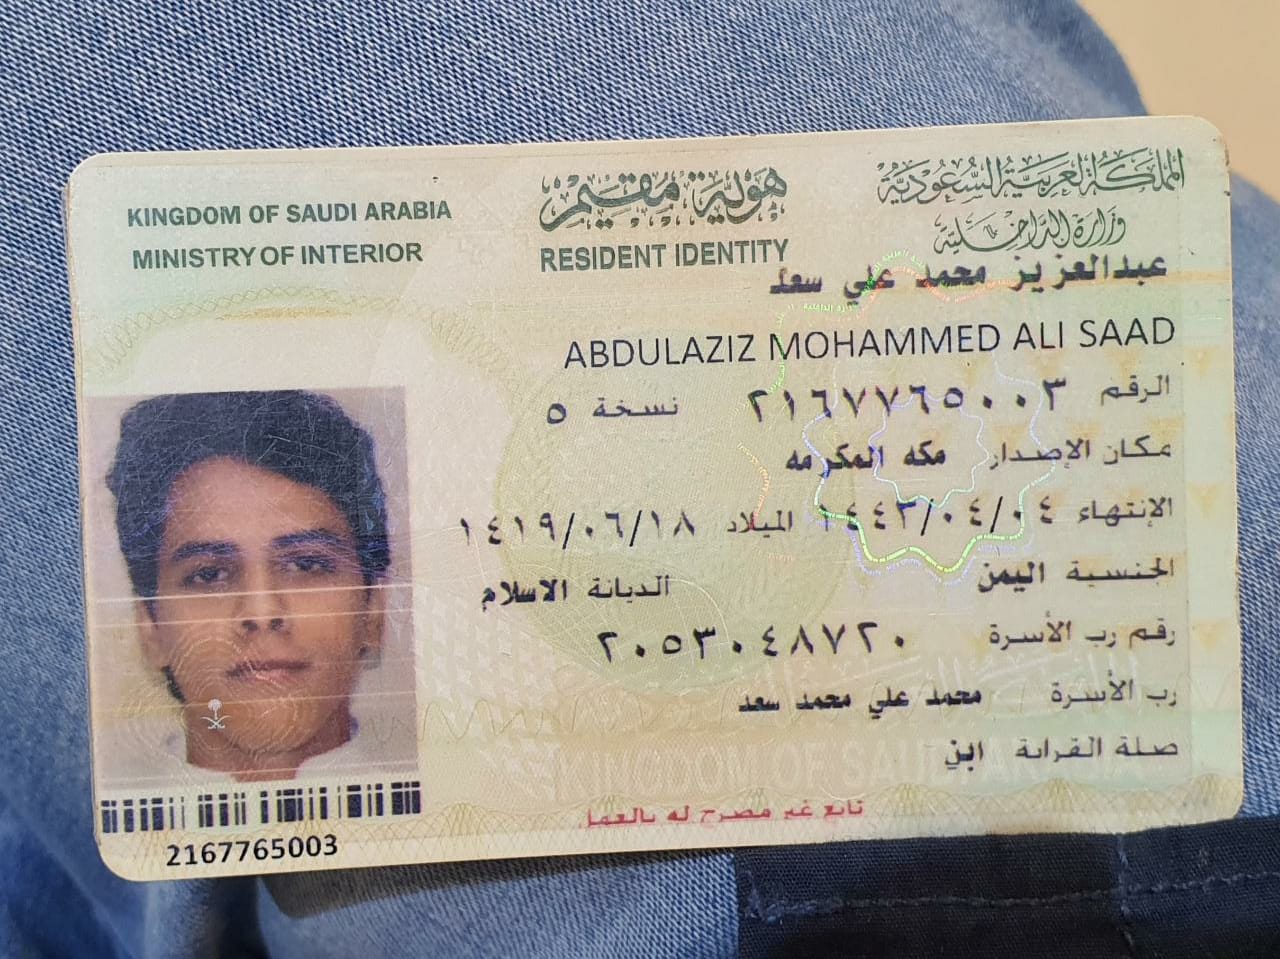 المملكة العربية السعودية
وزارة الداخلية
هوية مقيم
RESIDENT IDENTITY
KINGDOM OF SAUDI ARABIA
MINISTRY OF INTERIOR
عبدالعزيز محمد علي سعد
ABDULAZIZ MOHAMMED ALI SAAD
الرقم ٢١٦٧٧٦٥٠٠٣ نسخة ٥
مكان الإصدار مكه المكرمه
الإنتهاء ١٤٤٣/٠٤/٠٤ الميلاد ١٤١٩/٠٦/١٨
الجنسية اليمن الديانة الاسلام
رقم رب الأسرة ٢٠٥٣٠٤٨٧٢٠
رب الأسرة محمد علي محمد سعد
صلة القرابة ابن
KINGDOM OF SAUDI ARABIA
تابع غير مصرح له بالعمل
2167765003